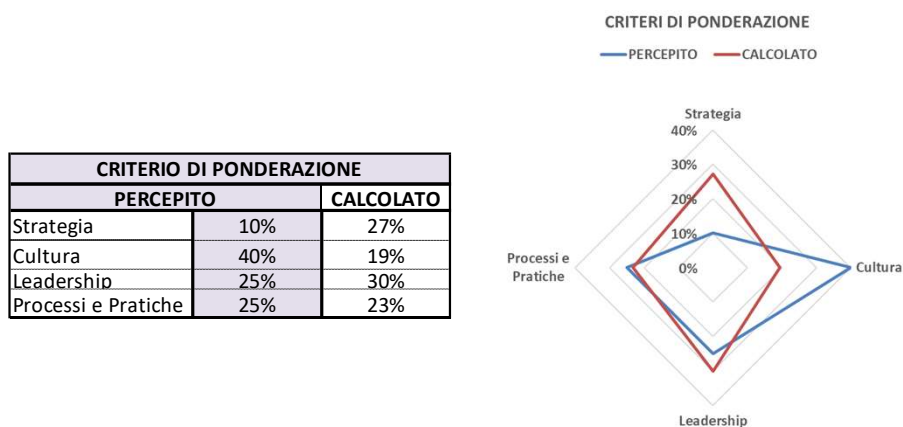 CRITERIO DI PONDERAZIONE
PERCEPITO CALCOLATO
Strategia 10% 27%
Cultura 40% 19%
Leadership 25% 30%
Processi e Pratiche 25% 23%
CRITERI DI PONDERAZIONE
PERCEPITO CALCOLATO
Strategia
40%
30%
20%
10%
0%
Processi e
Pratiche
Cultura
Leadership